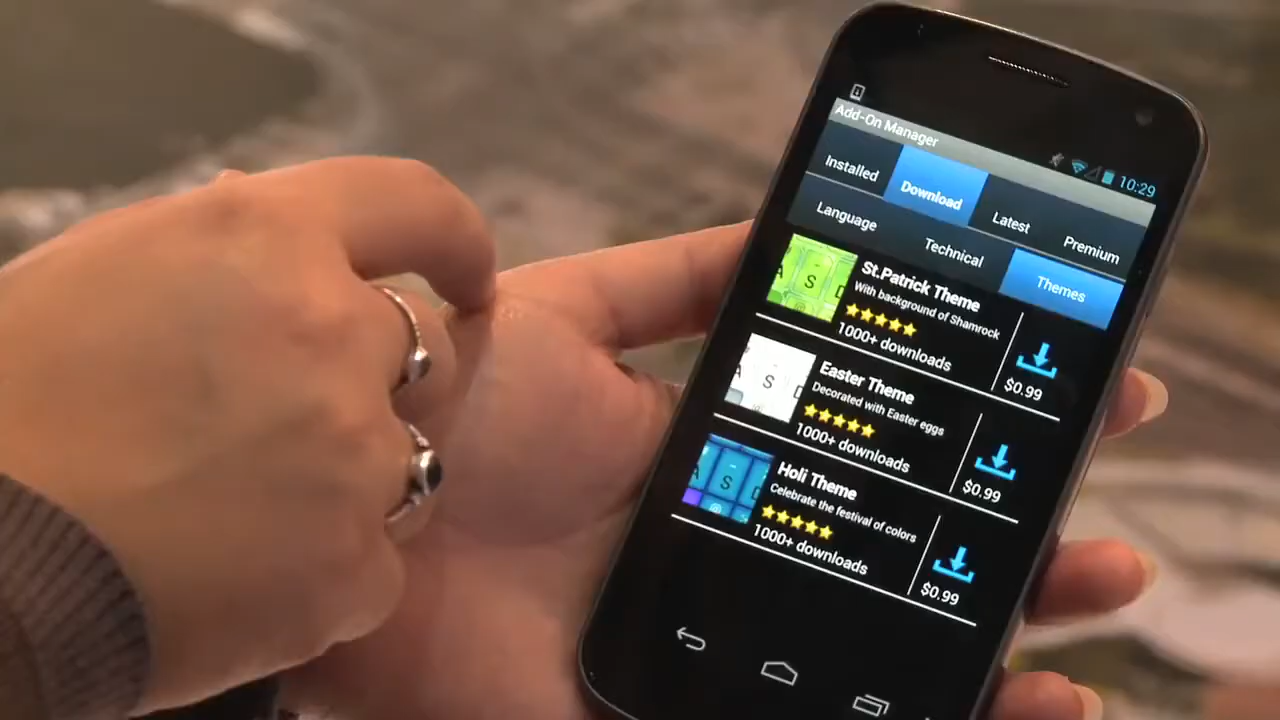 Add-On Manager
10:29
Installed
Download
Latest
Premium
Language
Technical
Themes
A S D
St.Patrick Theme
With background of Shamrock
1000+ downloads
$0.99
A S D
Easter Theme
Decorated with Easter eggs
1000+ downloads
$0.99
A S D
Holi Theme
Celebrate the festival of colors
1000+ downloads
$0.99